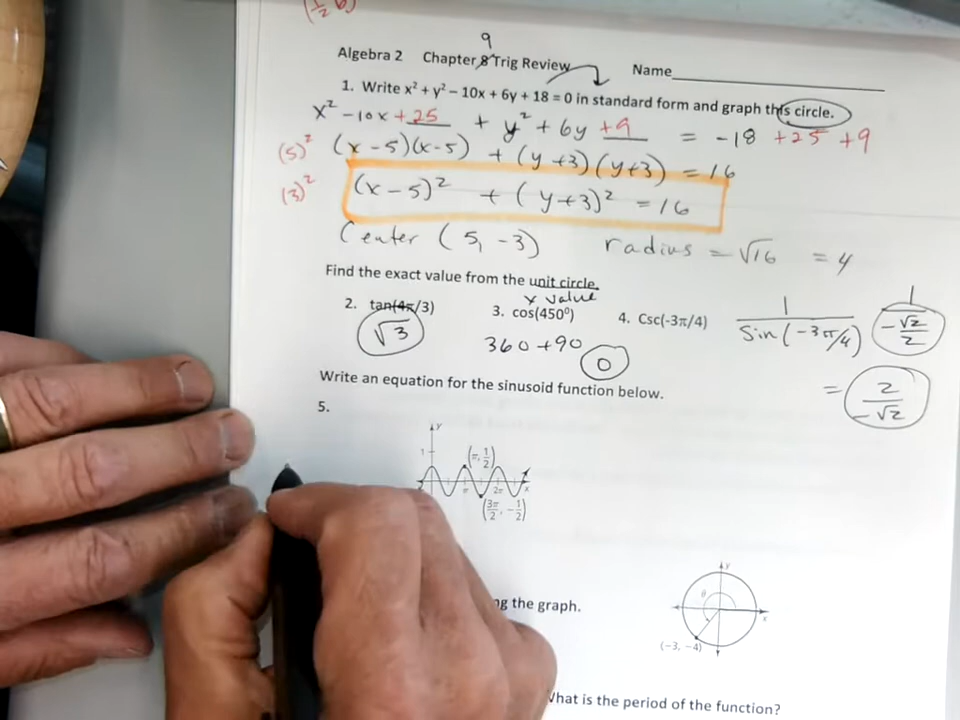 (½ b)
9
Algebra 2 Chapter 8 Trig Review Name
1. Write x² + y² – 10x + 6y + 18 = 0 in standard form and graph this circle.
x² - 10x + 25 + y² + 6y + 9 = -18 + 25 + 9
(5)² (x - 5)(x - 5) + (y + 3)(y + 3) = 16
(3)² (x - 5)² + (y + 3)² = 16
Center (5, -3) radius = √16 = 4
Find the exact value from the unit circle.
x value
2. tan(4π/3) 3. cos(450⁰) 4. Csc(-3π/4) 1/Sin(-3π/4) 1/(-√2/2)
√3 360 + 90 0
= 2/-√2
Write an equation for the sinusoid function below.
5.
y
1
(π, 1/2)
π 2π x
(3π/2, -1/2)
y
θ
x
ng the graph.
(-3, -4)
What is the period of the function?